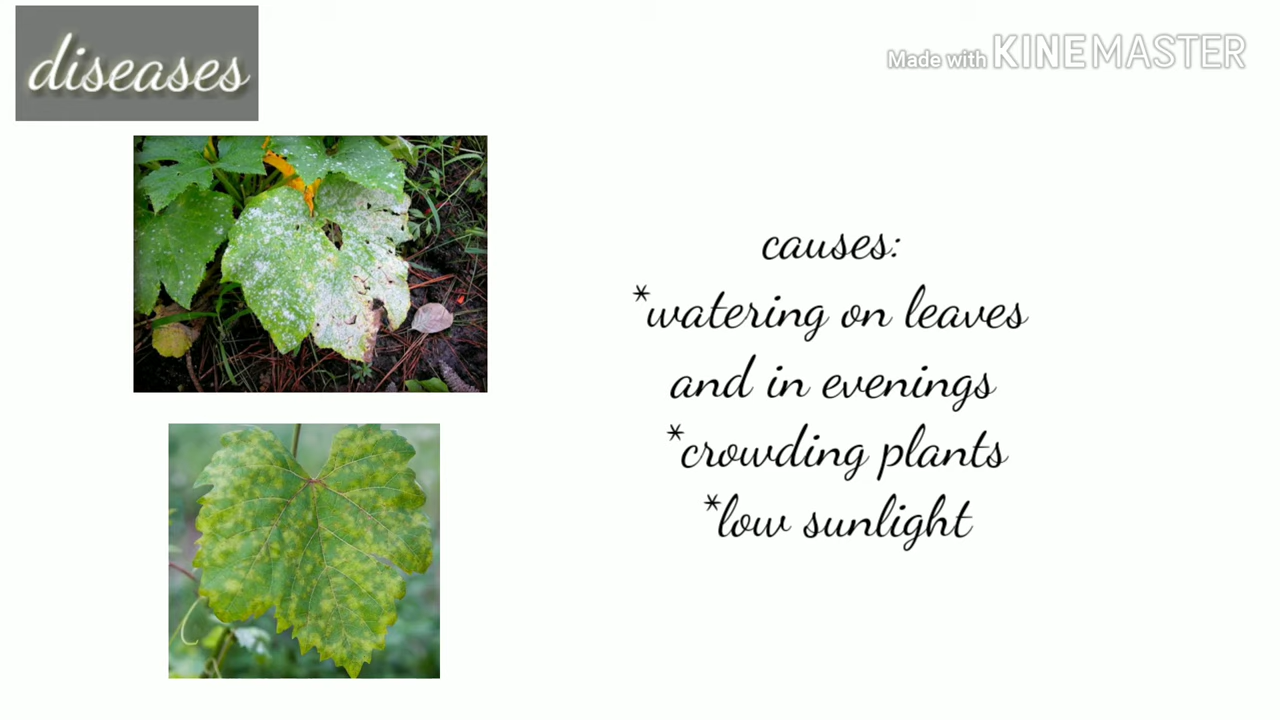 diseases
Made with KINEMASTER
causes:
*watering on leaves
and in evenings
*crowding plants
*low sunlight